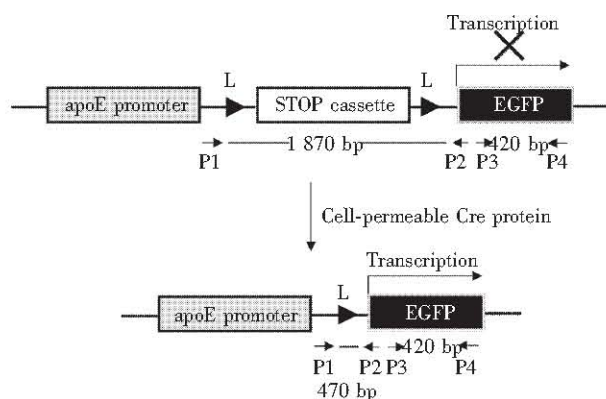 Transcription
L L
apoE promoter STOP cassette EGFP
1 870 bp 420 bp
P1 P2 P3 P4
Cell-permeable Cre protein
Transcription
L
apoE promoter EGFP
420 bp
P1 P2 P3 P4
470 bp